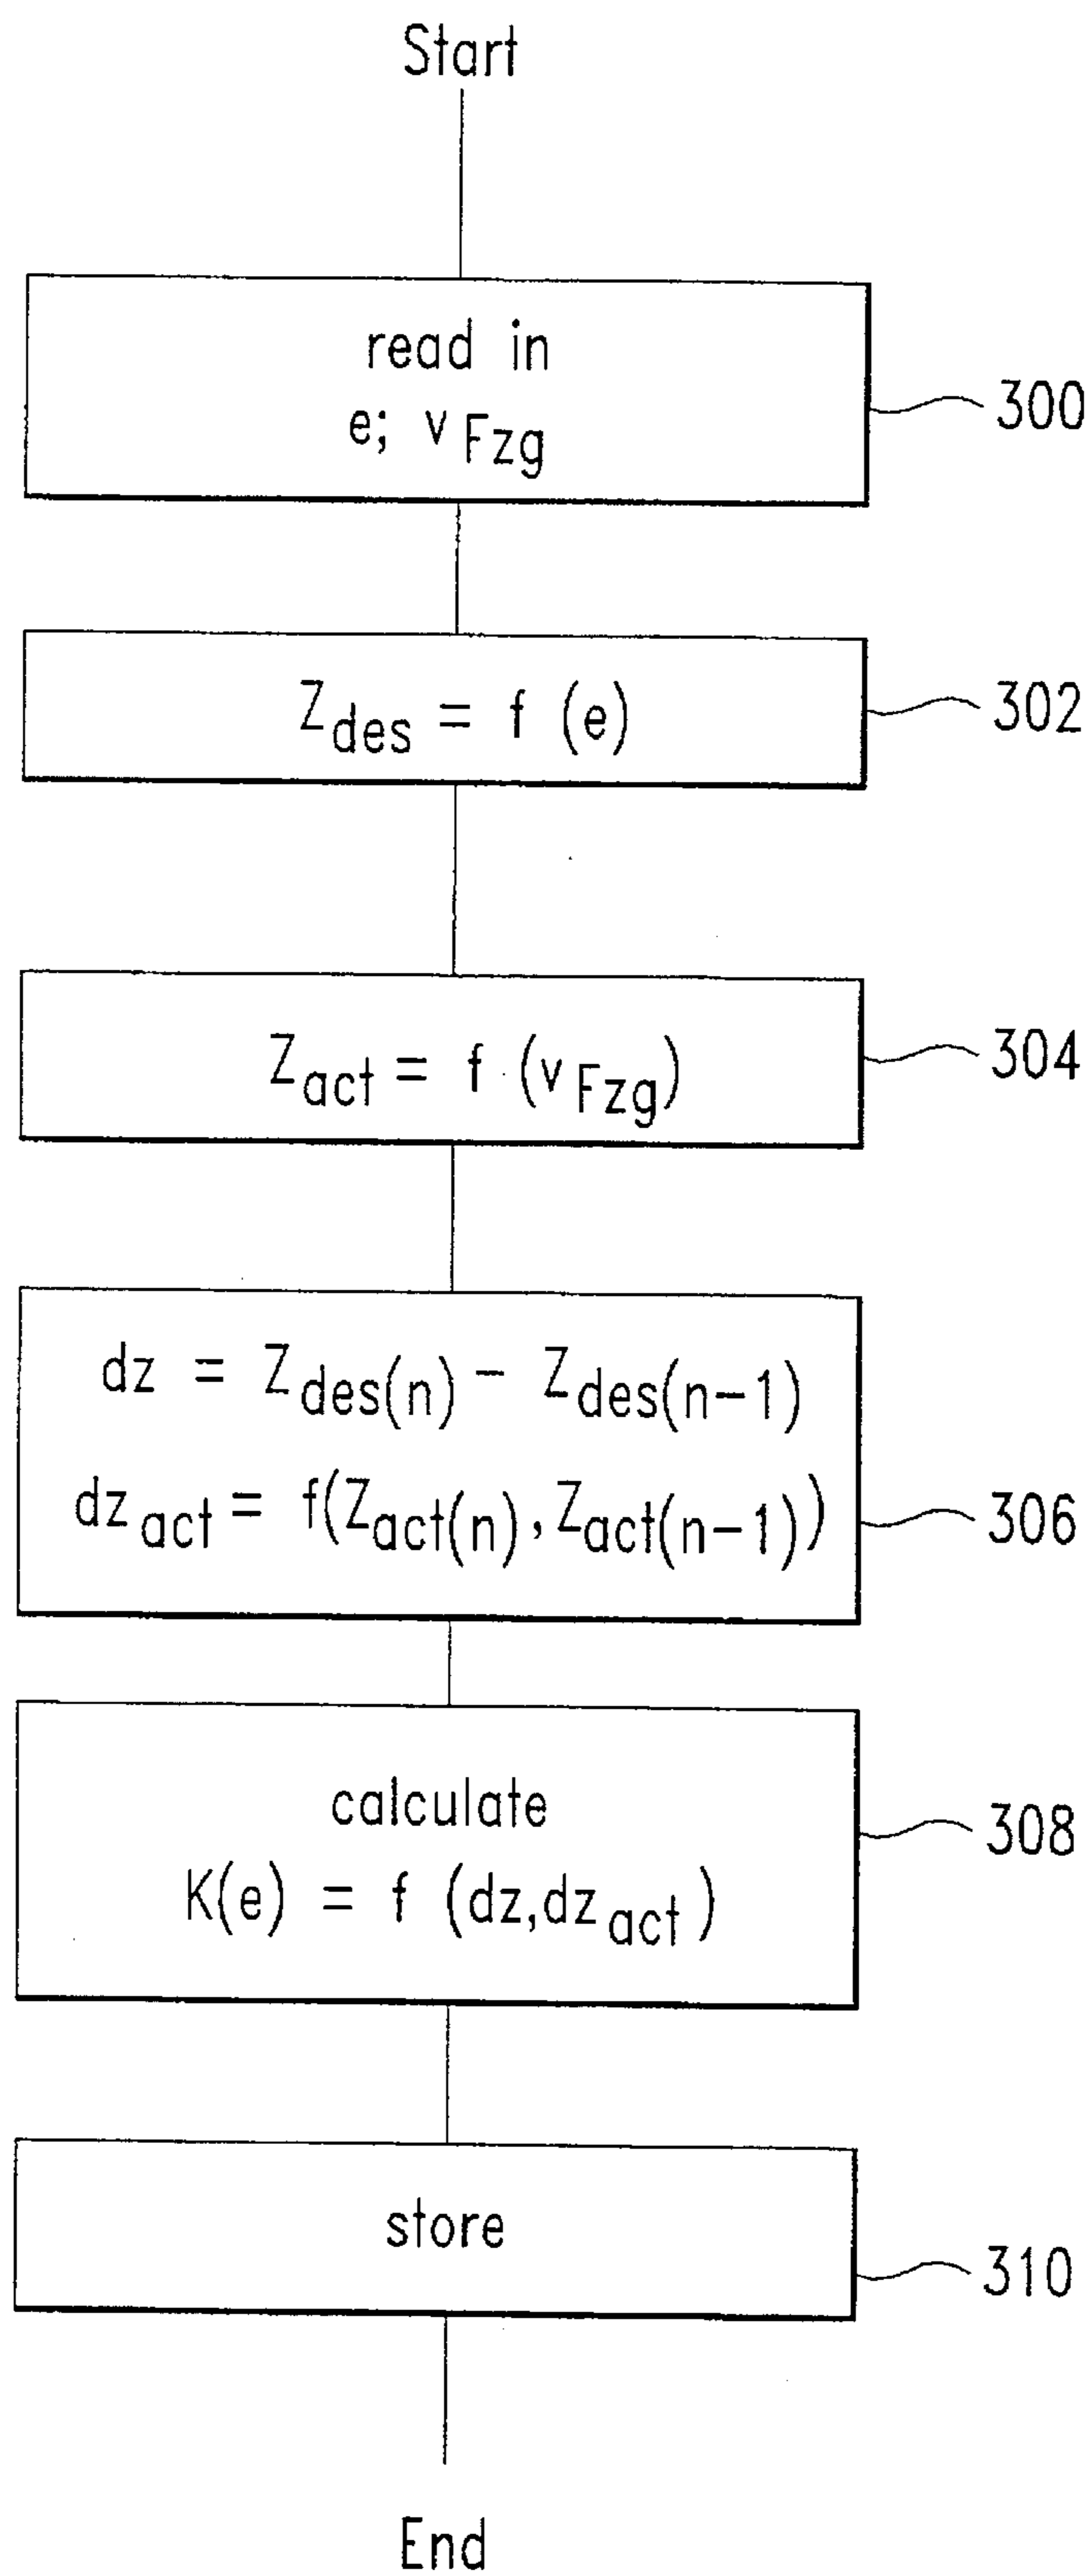 Start
read in
e; v Fzg
300
Z des = f (e)
302
Z act = f (v Fzg)
304
dz = Z des(n) - Z des(n-1)
dz act = f(Z act(n), Z act(n-1))
306
calculate
K(e) = f (dz,dz act)
308
store
310
End